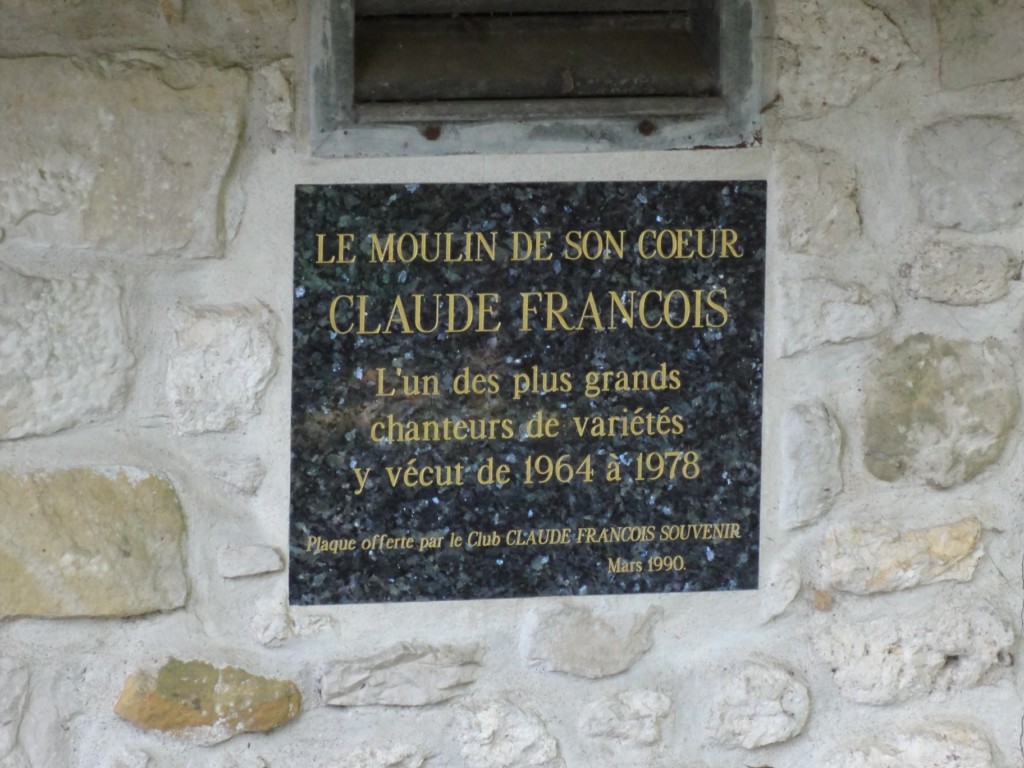 LE MOULIN DE SON COEUR
CLAUDE FRANCOIS
L'un des plus grands
chanteurs de variétés
y vécut de 1964 à 1978
Plaque offerte par le Club CLAUDE FRANCOIS SOUVENIR
Mars 1990.